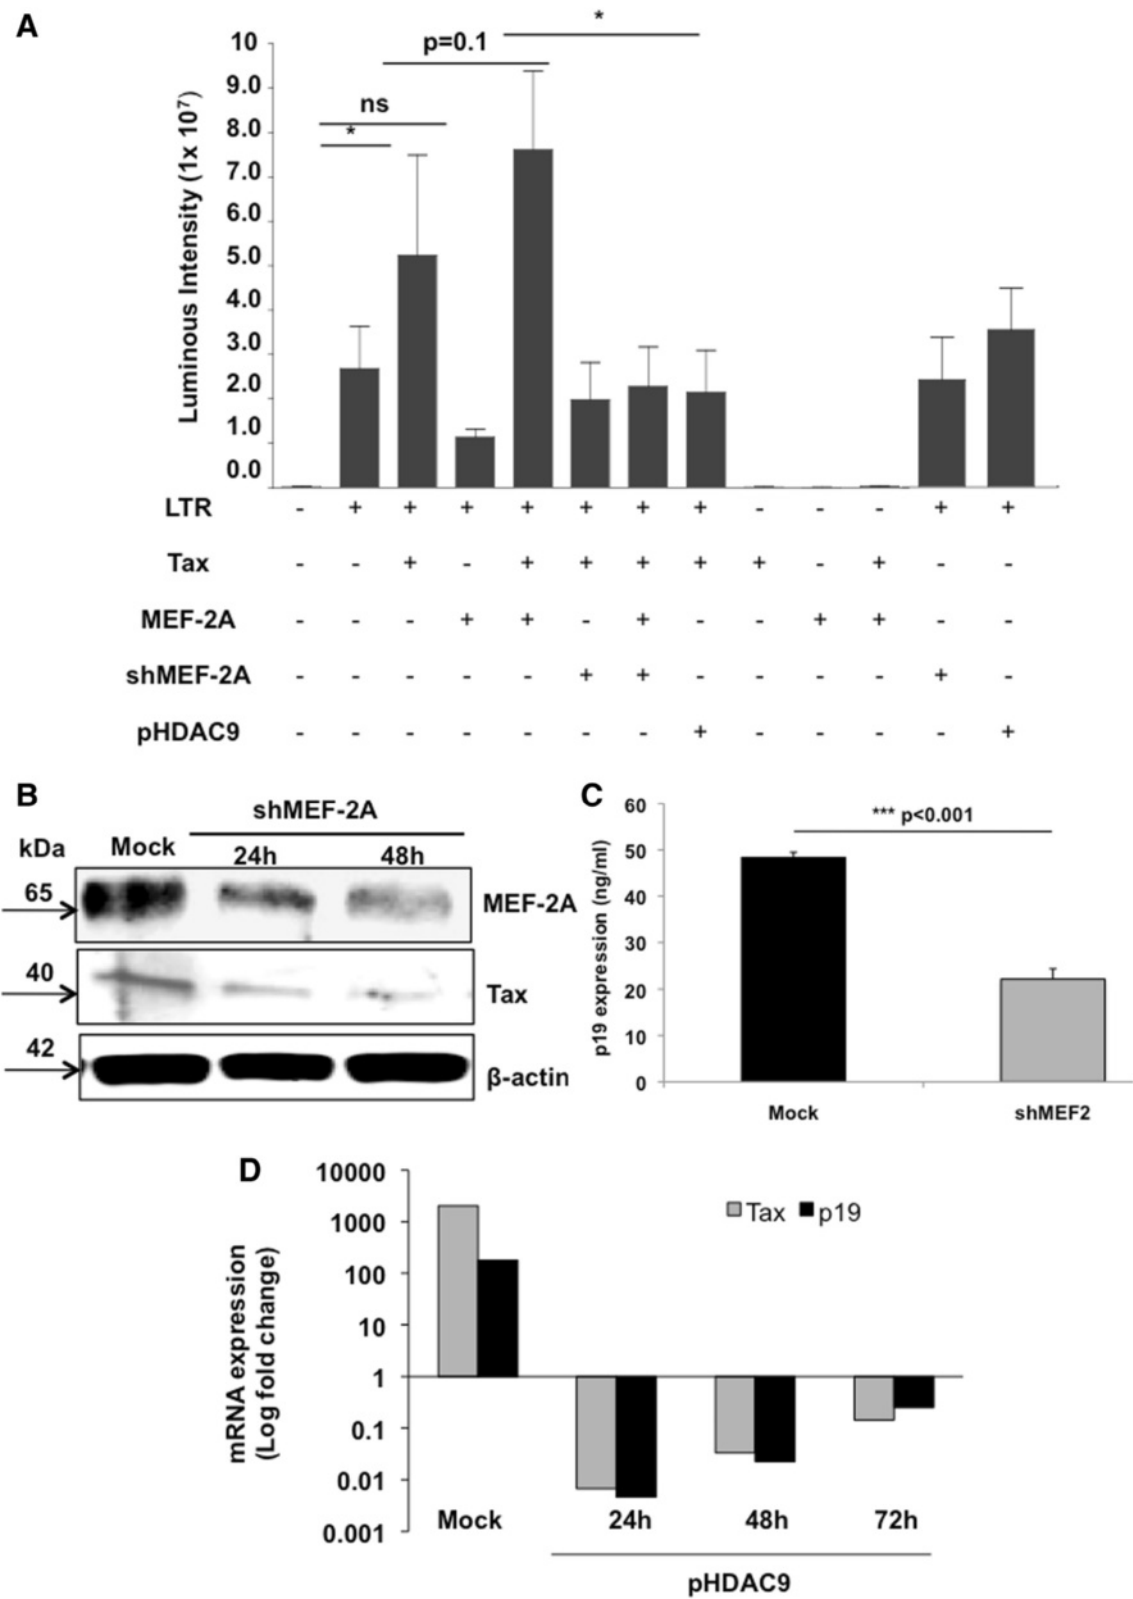 A
*
p=0.1
ns
*
Luminous Intensity (1x 10⁷)
10
9.0
8.0
7.0
6.0
5.0
4.0
3.0
2.0
1.0
0.0
LTR - + + + + + + + - - - + +
Tax - - + - + + + + + - + - -
MEF-2A - - - + + - + - - + + - -
shMEF-2A - - - - - + + - - - - + -
pHDAC9 - - - - - - - + - - - - +
B
shMEF-2A
kDa Mock 24h 48h
65 MEF-2A
40 Tax
42 β-actin
C
*** p<0.001
p19 expression (ng/ml)
60
50
40
30
20
10
0
Mock shMEF2
D
mRNA expression
(Log fold change)
10000
1000
100
10
1
0.1
0.01
0.001
Tax p19
Mock 24h 48h 72h
pHDAC9